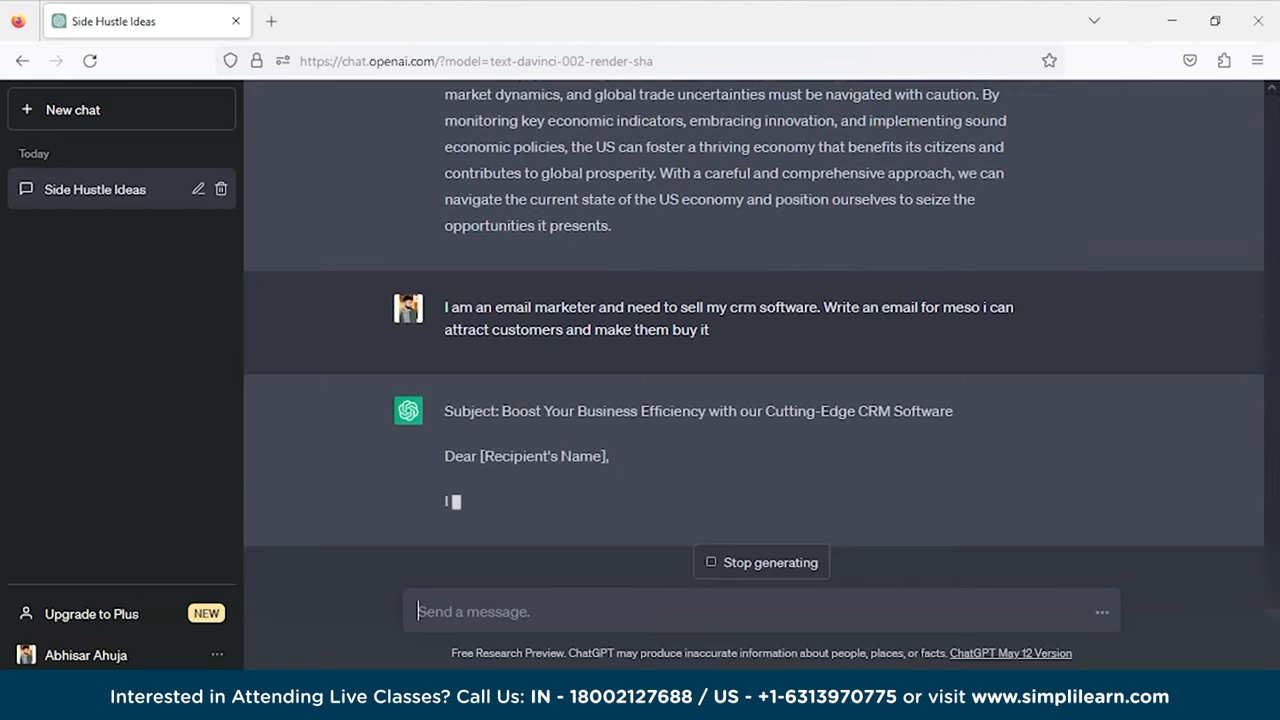 Side Hustle Ideas
https://chat.openai.com/?model=text-davinci-002-render-sha
New chat
Today
Side Hustle Ideas
market dynamics, and global trade uncertainties must be navigated with caution. By
monitoring key economic indicators, embracing innovation, and implementing sound
economic policies, the US can foster a thriving economy that benefits its citizens and
contributes to global prosperity. With a careful and comprehensive approach, we can
navigate the current state of the US economy and position ourselves to seize the
opportunities it presents.
I am an email marketer and need to sell my crm software. Write an email for meso i can
attract customers and make them buy it
Subject: Boost Your Business Efficiency with our Cutting-Edge CRM Software
Dear [Recipient's Name],
I
Stop generating
Send a message.
Free Research Preview. ChatGPT may produce inaccurate information about people, places, or facts. ChatGPT May 12 Version
Upgrade to Plus NEW
Abhisar Ahuja
Interested in Attending Live Classes? Call Us: IN - 18002127688 / US - +1-6313970775 or visit www.simplilearn.com